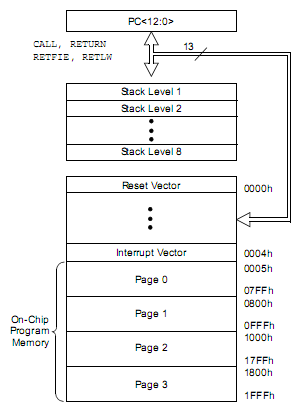 PC<12:0>
CALL, RETURN
RETFIE, RETLW
13
Stack Level 1
Stack Level 2
Stack Level 8
Reset Vector
0000h
Interrupt Vector
0004h
0005h
Page 0
07FFh
0800h
Page 1
0FFFh
1000h
On-Chip
Program
Memory
Page 2
17FFh
1800h
Page 3
1FFFh